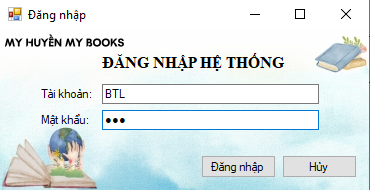 Đăng nhập
MY HUYỀN MY BOOKS
ĐĂNG NHẬP HỆ THỐNG
Tài khoản: BTL
Mật khẩu: ●●●
Đăng nhập Hủy